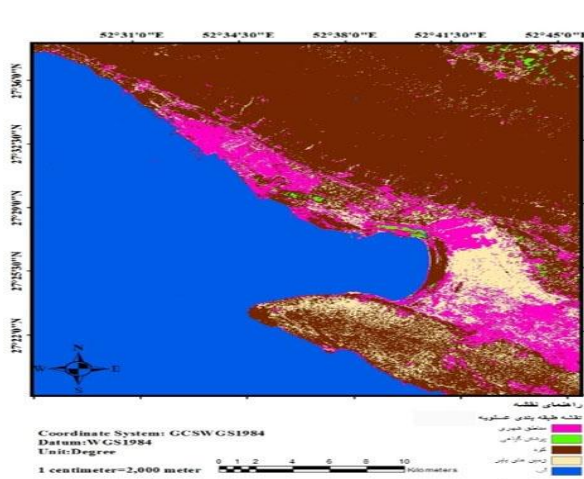 52°31'0"E 52°34'30"E 52°38'0"E 52°41'30"E 52°45'0"E
27°36'0"N
27°32'30"N
27°29'0"N
27°25'30"N
27°22'0"N
N
W E
S
Coordinate System: GCSWGS1984
Datum:WGS1984
Unit:Degree
1 centimeter=2,000 meter
0 1 2 4 6 8 10
Kilometers
راهنمای نقشه
نقشه طبقه بندی عسلویه
مناطق شهری
پوشش گیاهی
کوه
زمین های بایر
آب